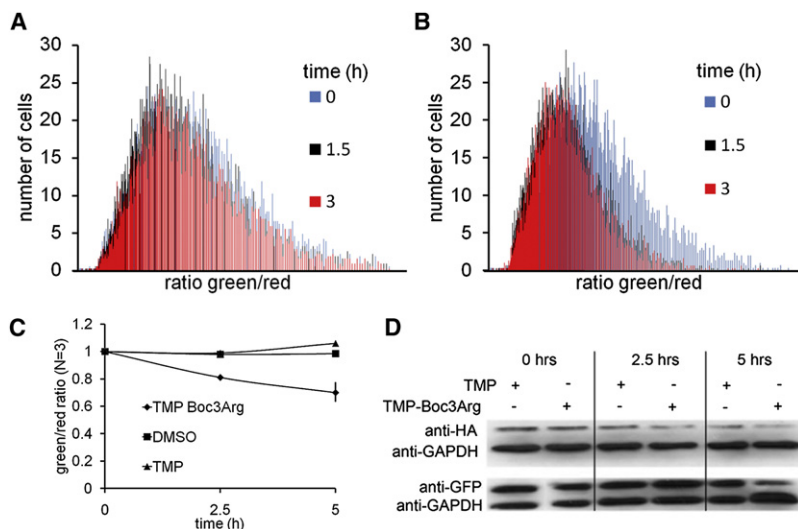 A
30
25
20
15
10
5
0
number of cells
time (h)
0
1.5
3
ratio green/red
B
30
25
20
15
10
5
0
number of cells
time (h)
0
1.5
3
ratio green/red
C
1.2
1
0.8
0.6
0.4
0.2
0
green/red ratio (N=3)
TMP Boc3Arg
DMSO
TMP
0 2.5 5
time (h)
D
0 hrs 2.5 hrs 5 hrs
TMP + - + - + -
TMP-Boc3Arg - + - + - +
anti-HA
anti-GAPDH
anti-GFP
anti-GAPDH